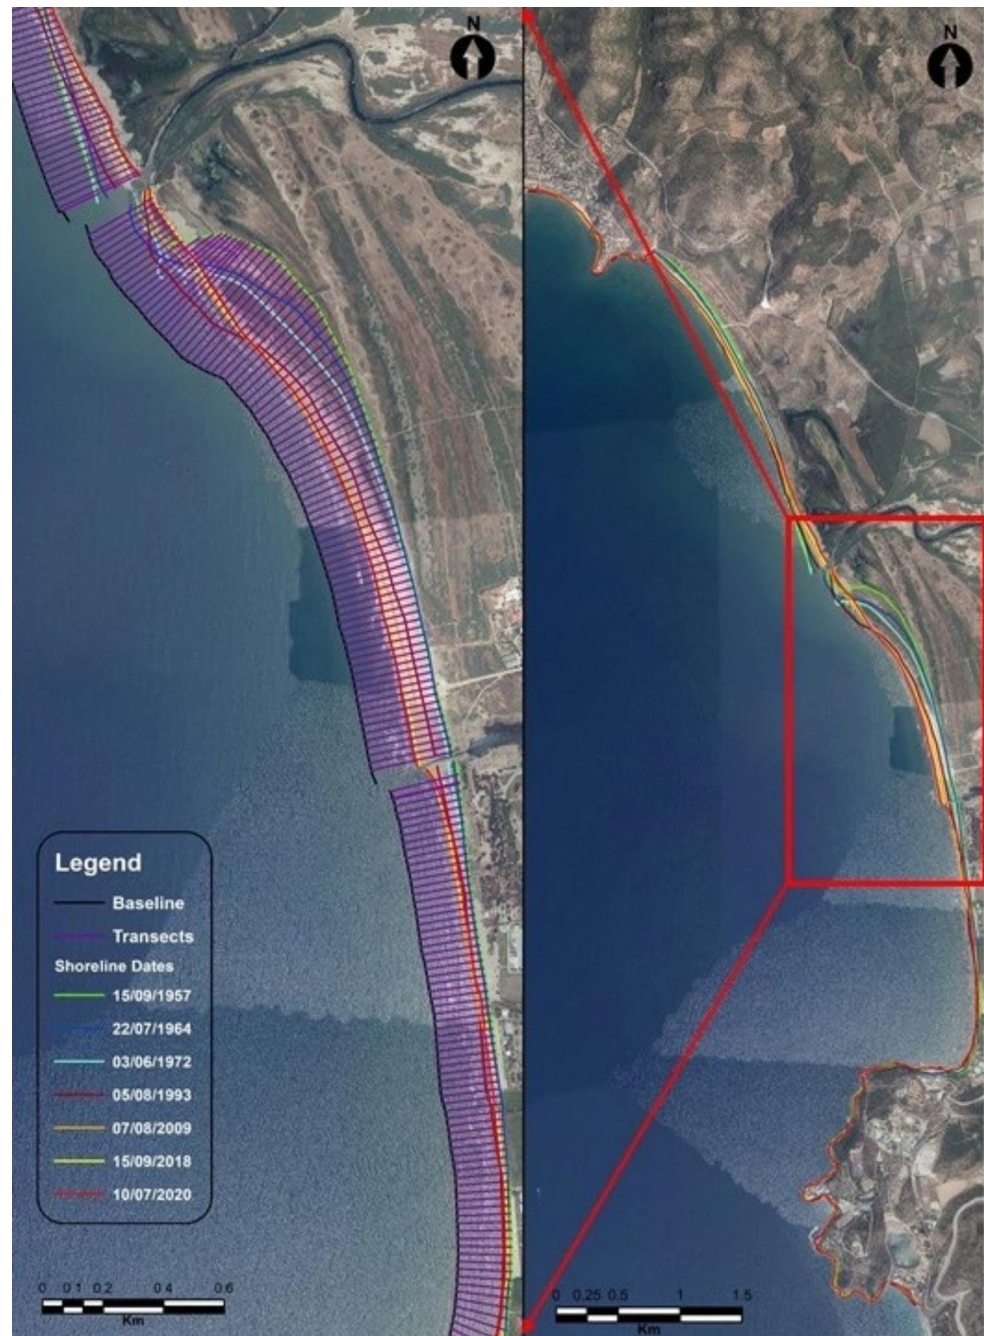 N
N
Legend
Baseline
Transects
Shoreline Dates
15/09/1957
22/07/1964
03/06/1972
05/08/1993
07/08/2009
15/09/2018
10/07/2020
0 0 1 0 2 0.4 0.6
Km
0 0.25 0.5 1 1.5
Km